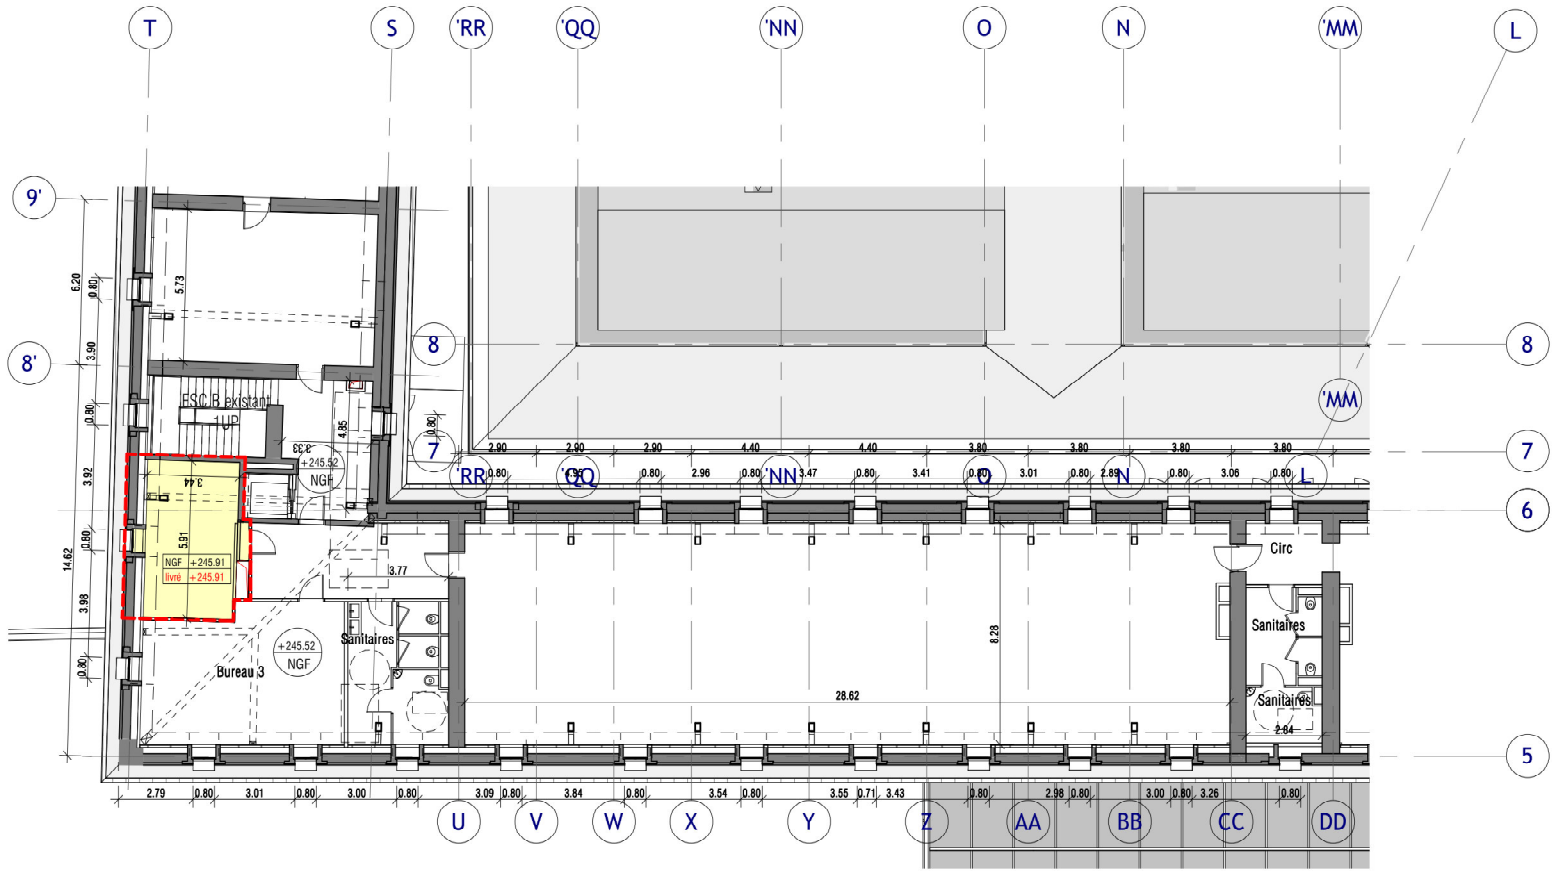 T S 'RR 'QQ 'NN O N 'MM L
9'
6.20
0.80
5.73
8'
3.90
8 8
'MM
ESC B existant
1UP
0.80
4.85
3.33
0.80
7 7
2.90 2.90 2.90 4.40 4.40 3.80 3.80 3.80 3.80
+245.52
NGF
'RR 0.80 'QQ 0.80 2.96 0.80 'NN 3.47 0.80 3.41 O 3.01 0.80 2.89 N 0.80 3.06 0.80 L
3.92
3.44
6
0.80
5.91
14.62
NGF +245.91
livré +245.91
3.77
Circ
3.98
8.28
Sanitaires
Sanitaires
+245.52
NGF
0.80
Bureau 3
28.62
Sanitaires
2.64
5
2.79 0.80 3.01 0.80 3.00 0.80 3.09 0.80 3.84 0.80 3.54 0.80 3.55 0.71 3.43 0.80 2.98 0.80 3.00 0.80 3.26 0.80
U V W X Y Z AA BB CC DD